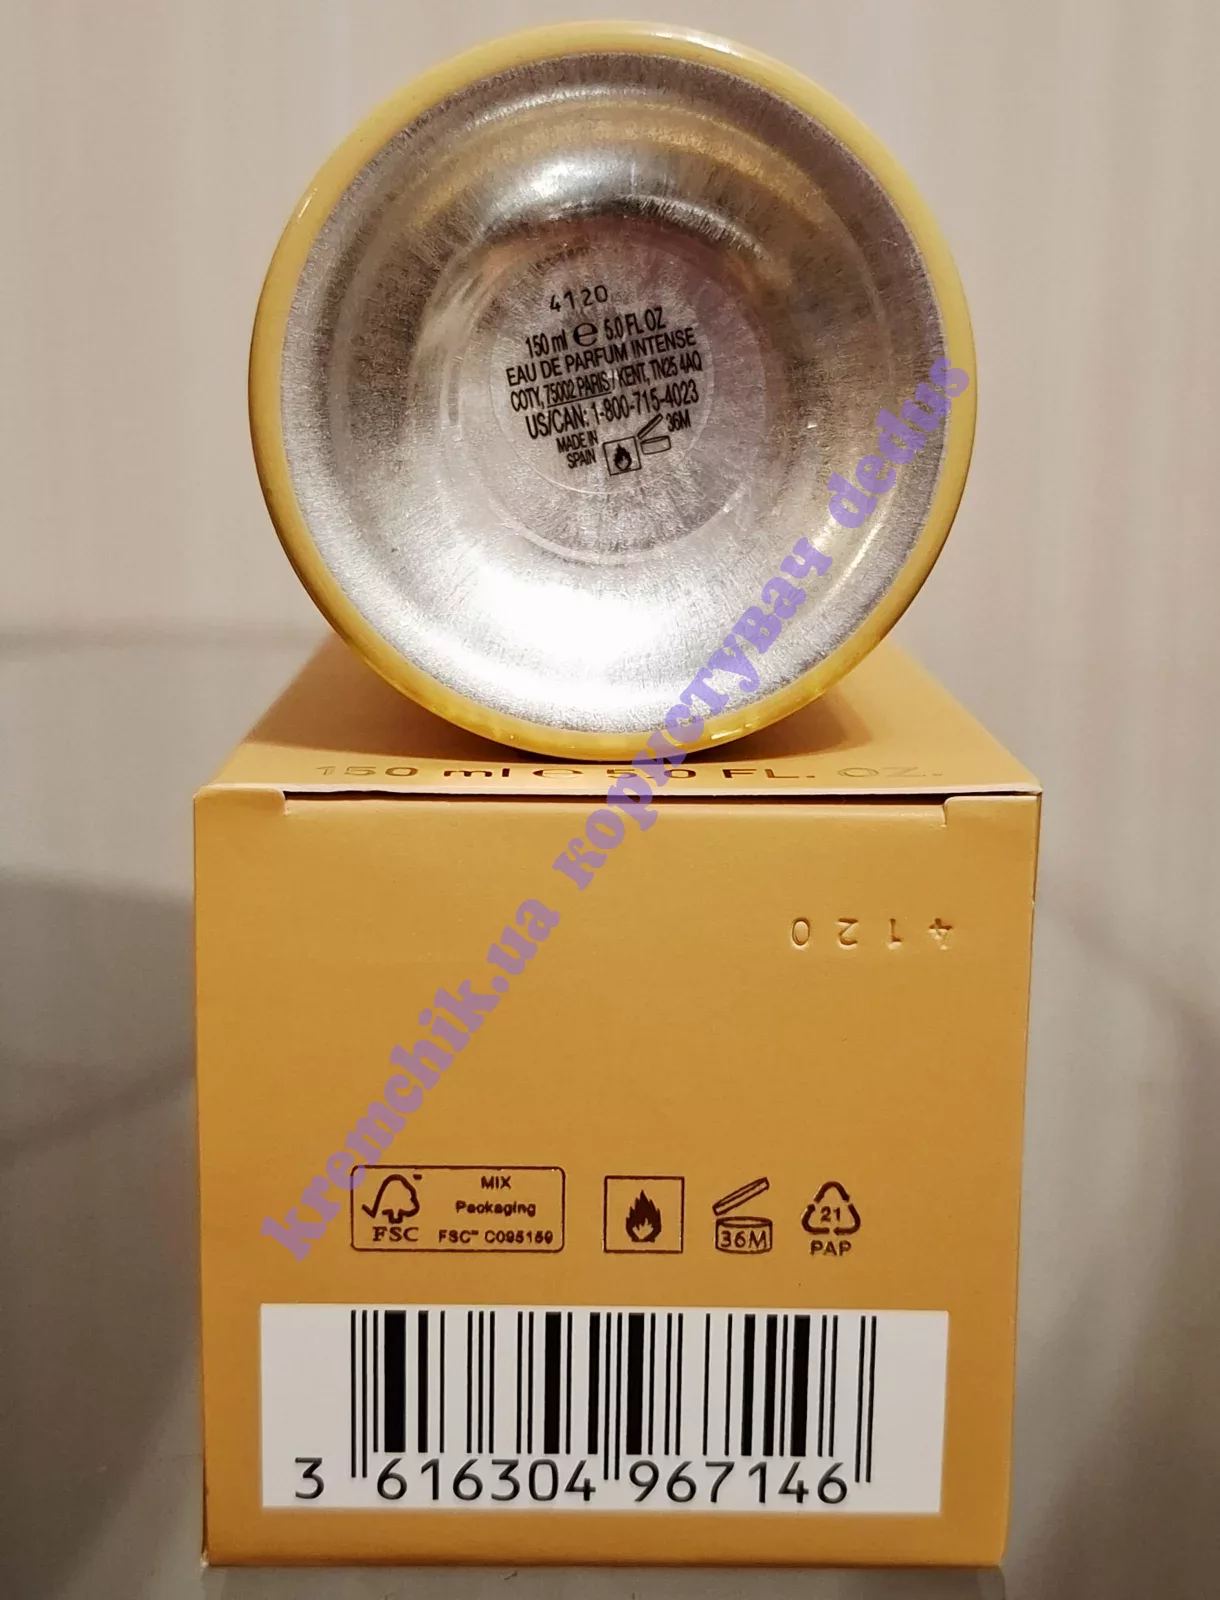 4120
150 ml ℮ 5.0 FL OZ
EAU DE PARFUM INTENSE
COTY, 75002 PARIS / KENT, TN25 4AQ
US/CAN: 1-800-715-4023
MADE IN
SPAIN
36M
150 ml ℮ 5.0 FL. OZ.
4120
FSC
MIX
Packaging
FSC™ C095159
36M
21
PAP
3 616304 967146
kremchik.ua користувач dedus